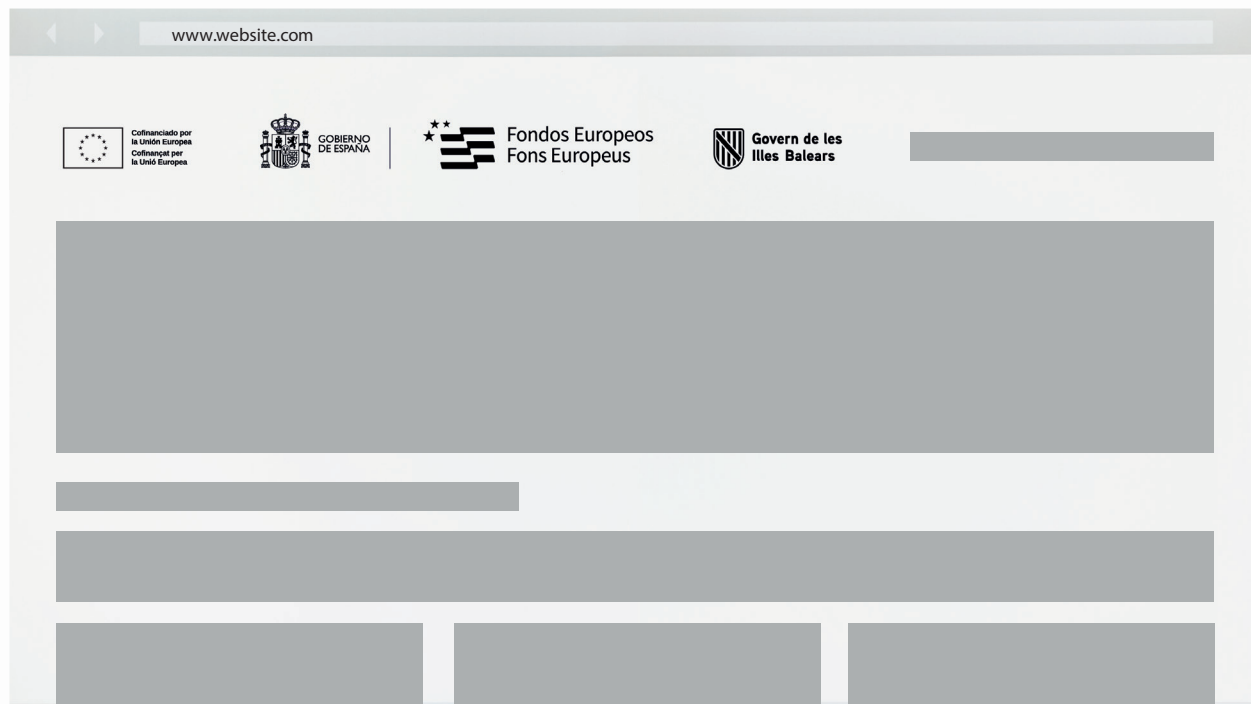 www.website.com
Cofinanciado por
la Unión Europea
Cofinançat per
la Unió Europea
GOBIERNO
DE ESPAÑA
Fondos Europeos
Fons Europeus
Govern de les
Illes Balears